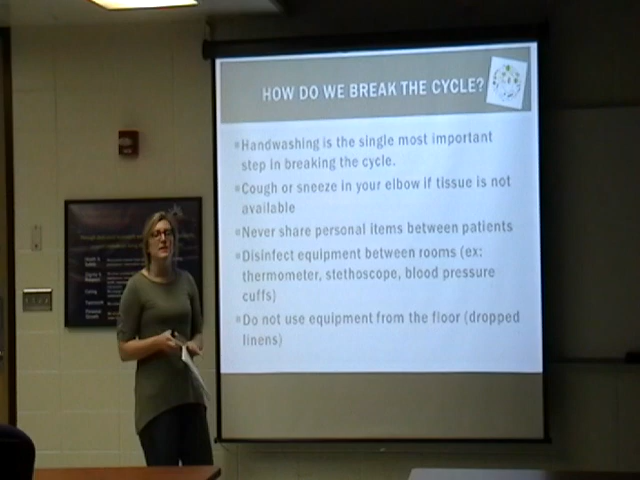 HOW DO WE BREAK THE CYCLE?
Handwashing is the single most important
step in breaking the cycle.
Cough or sneeze in your elbow if tissue is not
available
Never share personal items between patients
Disinfect equipment between rooms (ex:
thermometer, stethoscope, blood pressure
cuffs)
Do not use equipment from the floor (dropped
linens)